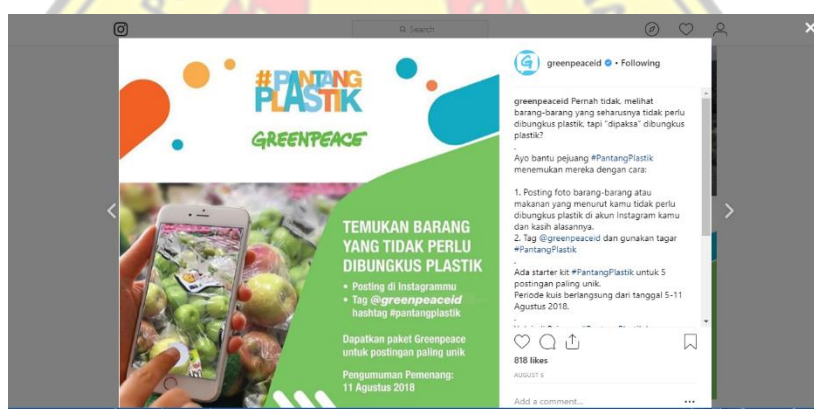 Search
#PANTANG
PLASTIK
GREENPEACE
TEMUKAN BARANG
YANG TIDAK PERLU
DIBUNGKUS PLASTIK
• Posting di Instagrammu
• Tag @greenpeaceid
hashtag #pantangplastik
Dapatkan paket Greenpeace
untuk postingan paling unik
Pengumuman Pemenang:
11 Agustus 2018
greenpeaceid • Following
greenpeaceid Pernah tidak, melihat
barang-barang yang seharusnya tidak perlu
dibungkus plastik, tapi "dipaksa" dibungkus
plastik?
.
Ayo bantu pejuang #PantangPlastik
menemukan mereka dengan cara:
.
1. Posting foto barang-barang atau
makanan yang menurut kamu tidak perlu
dibungkus plastik di akun Instagram kamu
dan kasih alasannya.
2. Tag @greenpeaceid dan gunakan tagar
#PantangPlastik
.
Ada starter kit #PantangPlastik untuk 5
postingan paling unik.
Periode kuis berlangsung dari tanggal 5-11
Agustus 2018.
.
818 likes
AUGUST 5
Add a comment...